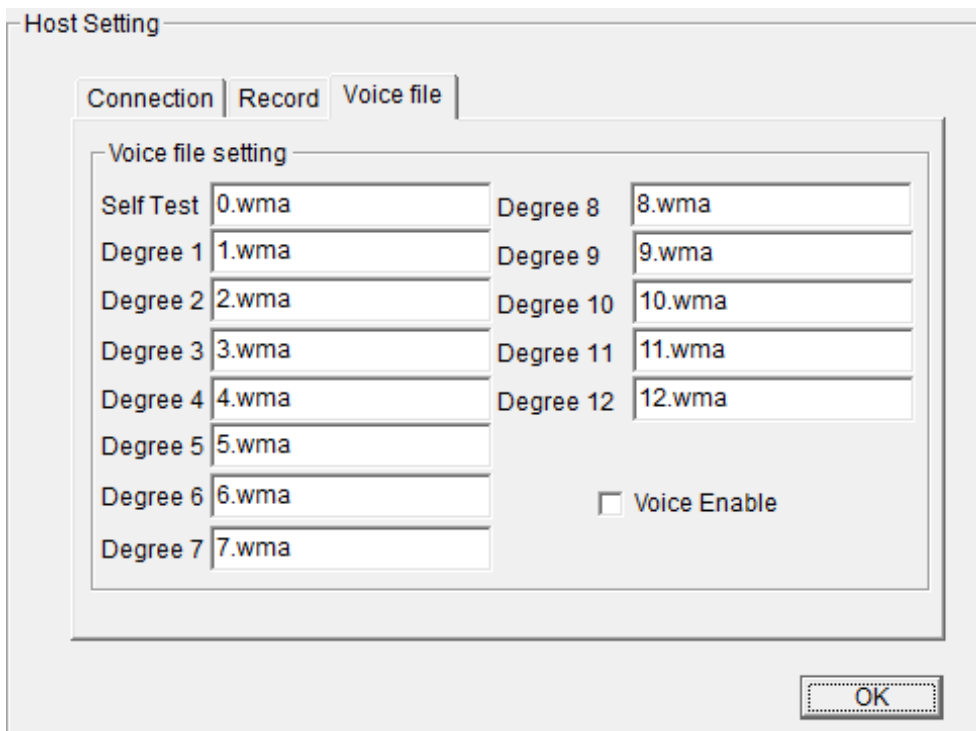 Host Setting
Connection Record Voice file
Voice file setting
Self Test 0.wma
Degree 1 1.wma
Degree 2 2.wma
Degree 3 3.wma
Degree 4 4.wma
Degree 5 5.wma
Degree 6 6.wma
Degree 7 7.wma
Degree 8 8.wma
Degree 9 9.wma
Degree 10 10.wma
Degree 11 11.wma
Degree 12 12.wma
Voice Enable
OK